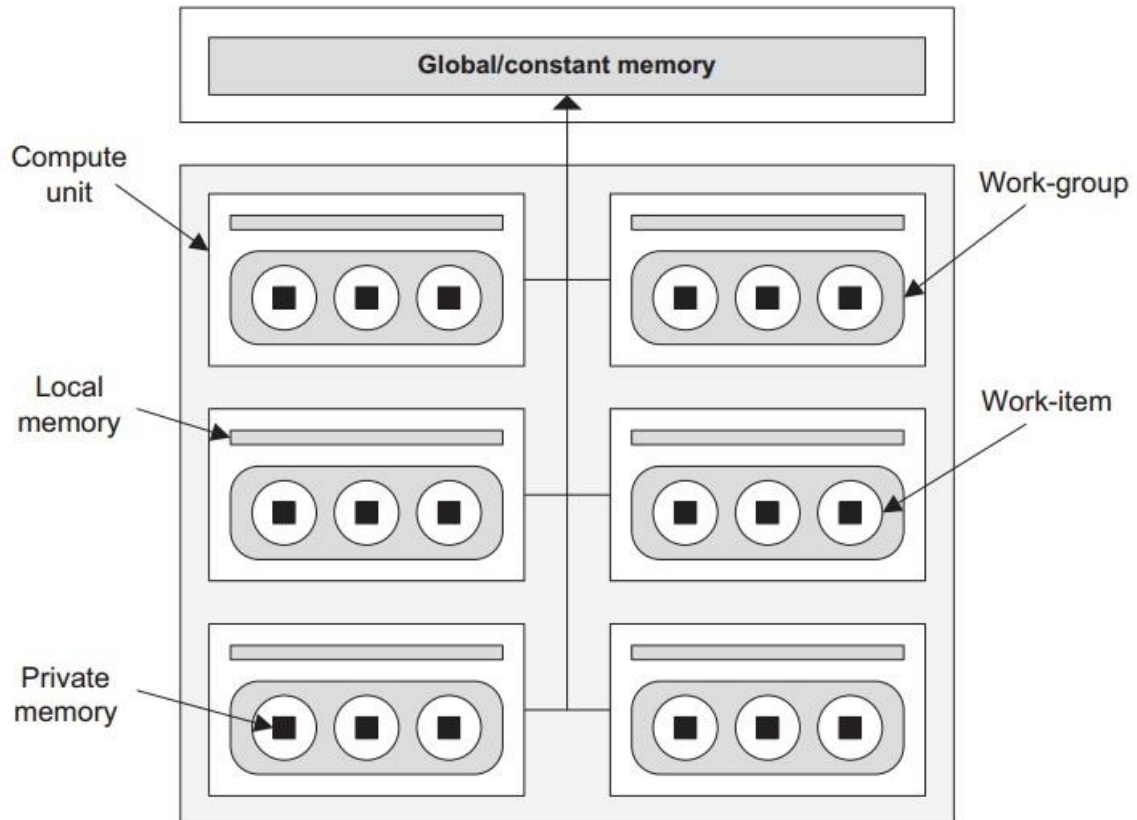 Global/constant memory
Compute
unit
Work-group
Local
memory
Work-item
Private
memory